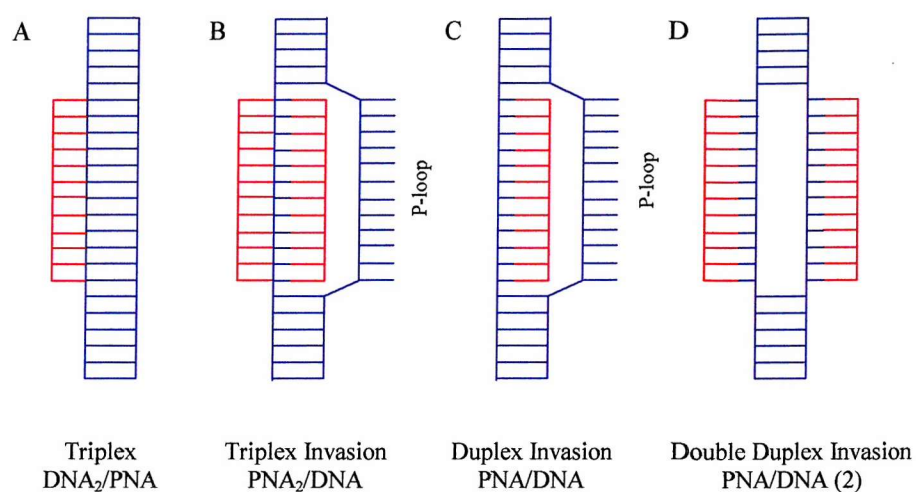 A
B
C
D
P-loop
P-loop
Triplex
DNA₂/PNA
Triplex Invasion
PNA₂/DNA
Duplex Invasion
PNA/DNA
Double Duplex Invasion
PNA/DNA (2)